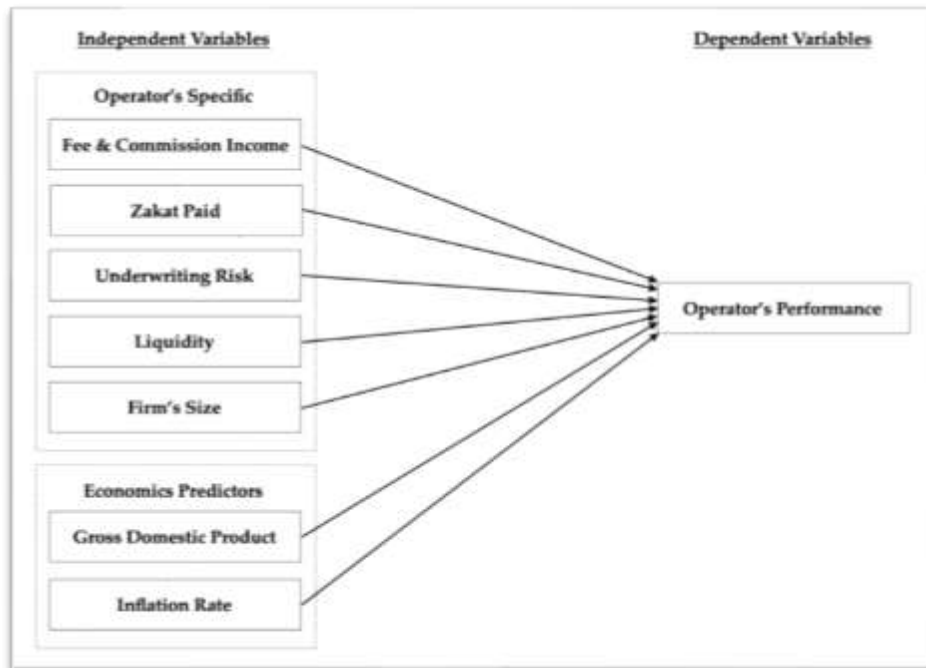 Independent Variables
Dependent Variables
Operator's Specific
Fee & Commission Income
Zakat Paid
Underwriting Risk
Liquidity
Firm's Size
Operator's Performance
Economics Predictors
Gross Domestic Product
Inflation Rate